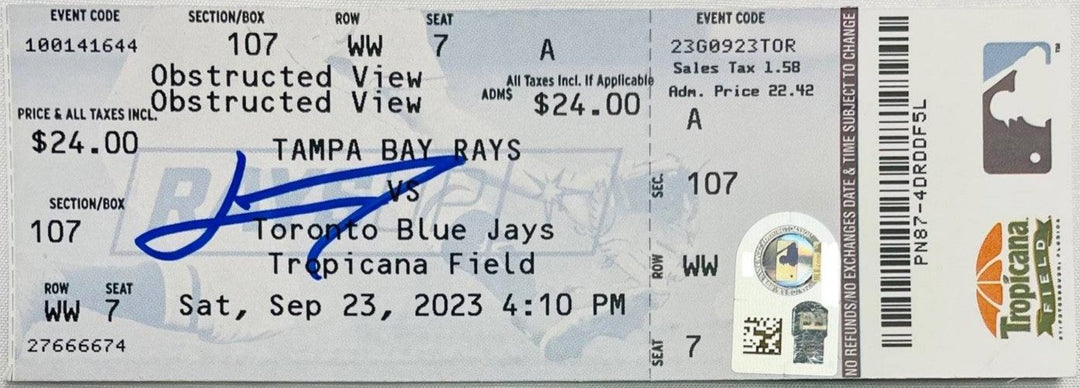 EVENT CODE SECTION/BOX ROW SEAT
100141644 107 WW 7 A
Obstructed View
Obstructed View
All Taxes Incl. If Applicable
ADM$ $24.00
PRICE & ALL TAXES INCL.
$24.00
TAMPA BAY RAYS
VS
Toronto Blue Jays
Tropicana Field
Sat, Sep 23, 2023 4:10 PM
SECTION/BOX
107
ROW SEAT
WW 7
27666674
RAYS
EVENT CODE
23G0923TOR
Sales Tax 1.58
Adm. Price 22.42
A
SEC. 107
ROW WW
SEAT 7
NO REFUNDS/NO EXCHANGES DATE & TIME SUBJECT TO CHANGE
PN87-4DRDDF5L
Tropicana
FIELD